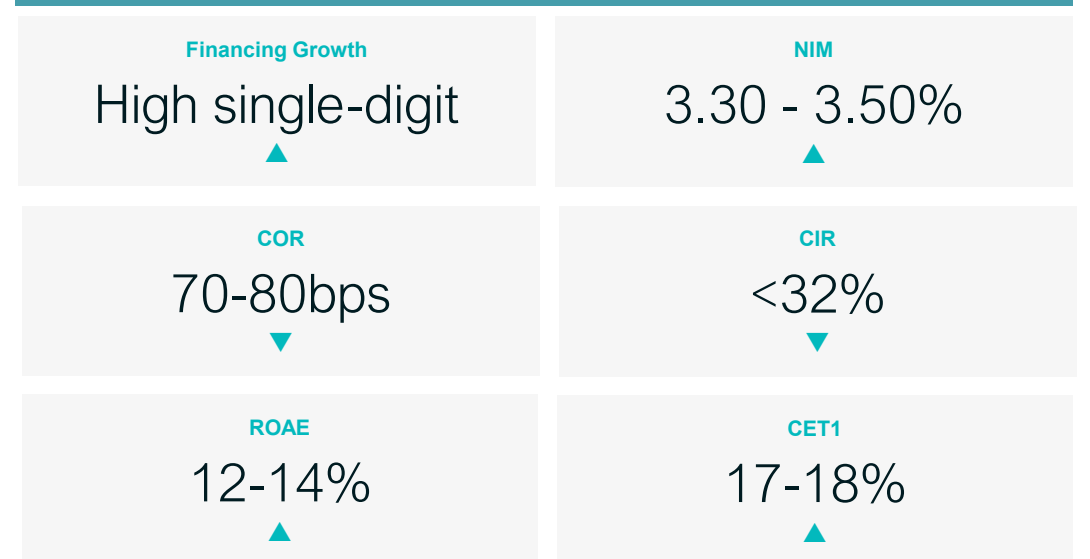 Financing Growth
High single-digit
NIM
3.30 - 3.50%
COR
70-80bps
CIR
<32%
ROAE
12-14%
CET1
17-18%